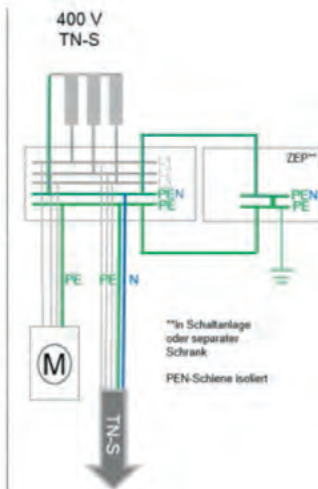 400 V
TN-S
ZEP**
PEN
PE
PEN
PE
PE
PE
N
**in Schaltanlage
oder separater
Schrank
PEN-Schiene isoliert
M
TN-S